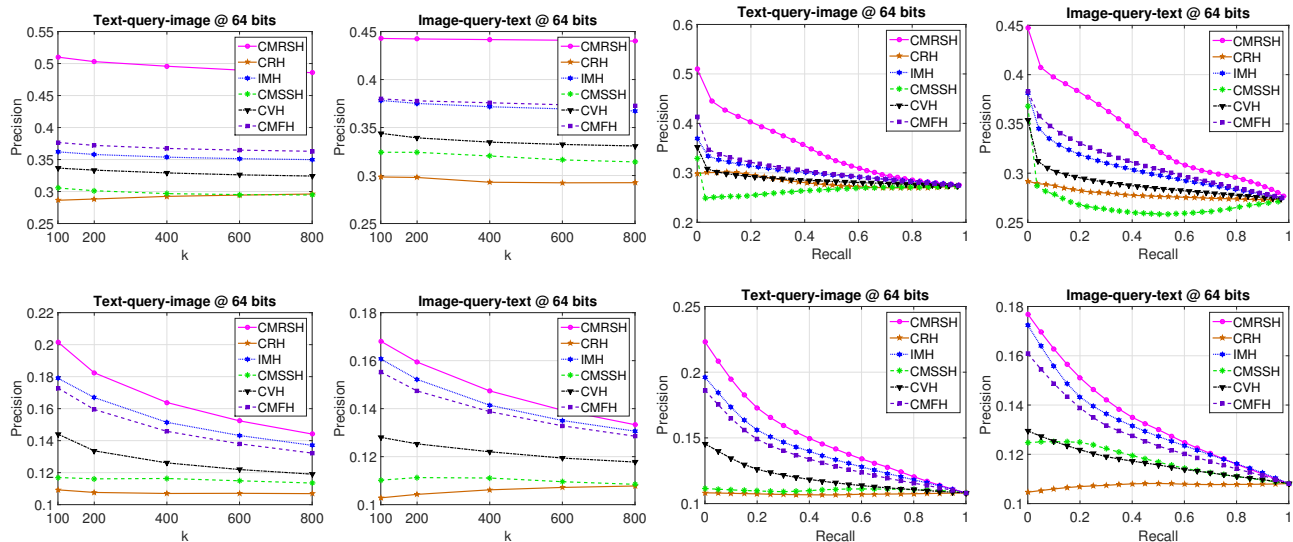 Text-query-image @ 64 bits
0.55
0.5
0.45
0.4
0.35
0.3
0.25
Precision
100 200 400 600 800
k
CMRSH
CRH
IMH
CMSSH
CVH
CMFH
Image-query-text @ 64 bits
0.45
0.4
0.35
0.3
0.25
Precision
100 200 400 600 800
k
CMRSH
CRH
IMH
CMSSH
CVH
CMFH
Text-query-image @ 64 bits
0.6
0.5
0.4
0.3
0.2
Precision
0 0.2 0.4 0.6 0.8 1
Recall
CMRSH
CRH
IMH
CMSSH
CVH
CMFH
Image-query-text @ 64 bits
0.45
0.4
0.35
0.3
0.25
Precision
0 0.2 0.4 0.6 0.8 1
Recall
CMRSH
CRH
IMH
CMSSH
CVH
CMFH
Text-query-image @ 64 bits
0.22
0.2
0.18
0.16
0.14
0.12
0.1
Precision
100 200 400 600 800
k
CMRSH
CRH
IMH
CMSSH
CVH
CMFH
Image-query-text @ 64 bits
0.18
0.16
0.14
0.12
0.1
Precision
100 200 400 600 800
k
CMRSH
CRH
IMH
CMSSH
CVH
CMFH
Text-query-image @ 64 bits
0.25
0.2
0.15
0.1
Precision
0 0.2 0.4 0.6 0.8 1
Recall
CMRSH
CRH
IMH
CMSSH
CVH
CMFH
Image-query-text @ 64 bits
0.18
0.16
0.14
0.12
0.1
Precision
0 0.2 0.4 0.6 0.8 1
Recall
CMRSH
CRH
IMH
CMSSH
CVH
CMFH